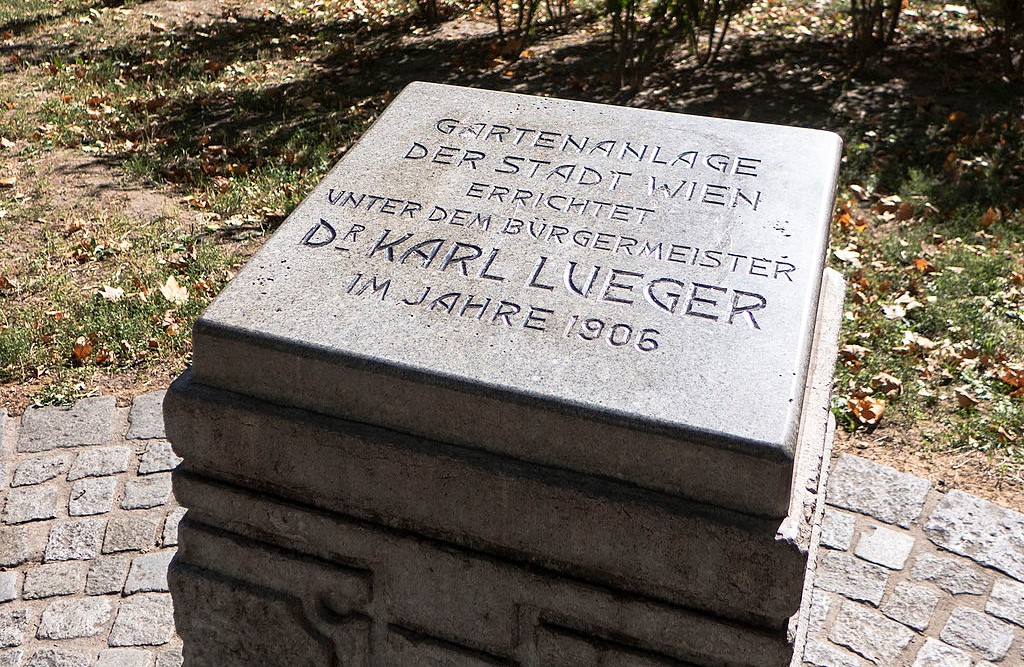 GARTENANLAGE
DER STADT WIEN
ERRICHTET
UNTER DEM BÜRGERMEISTER
DR KARL LUEGER
IM JAHRE 1906